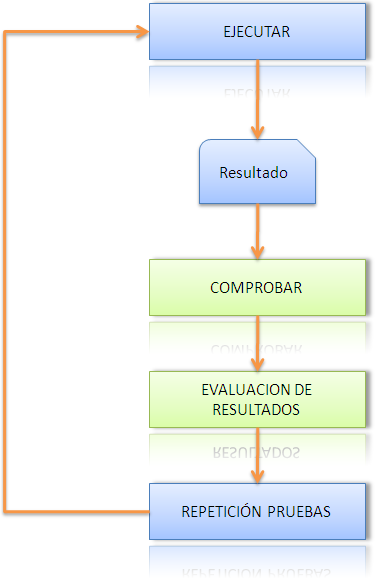 EJECUTAR
Resultado
COMPROBAR
EVALUACION DE
RESULTADOS
REPETICIÓN PRUEBAS